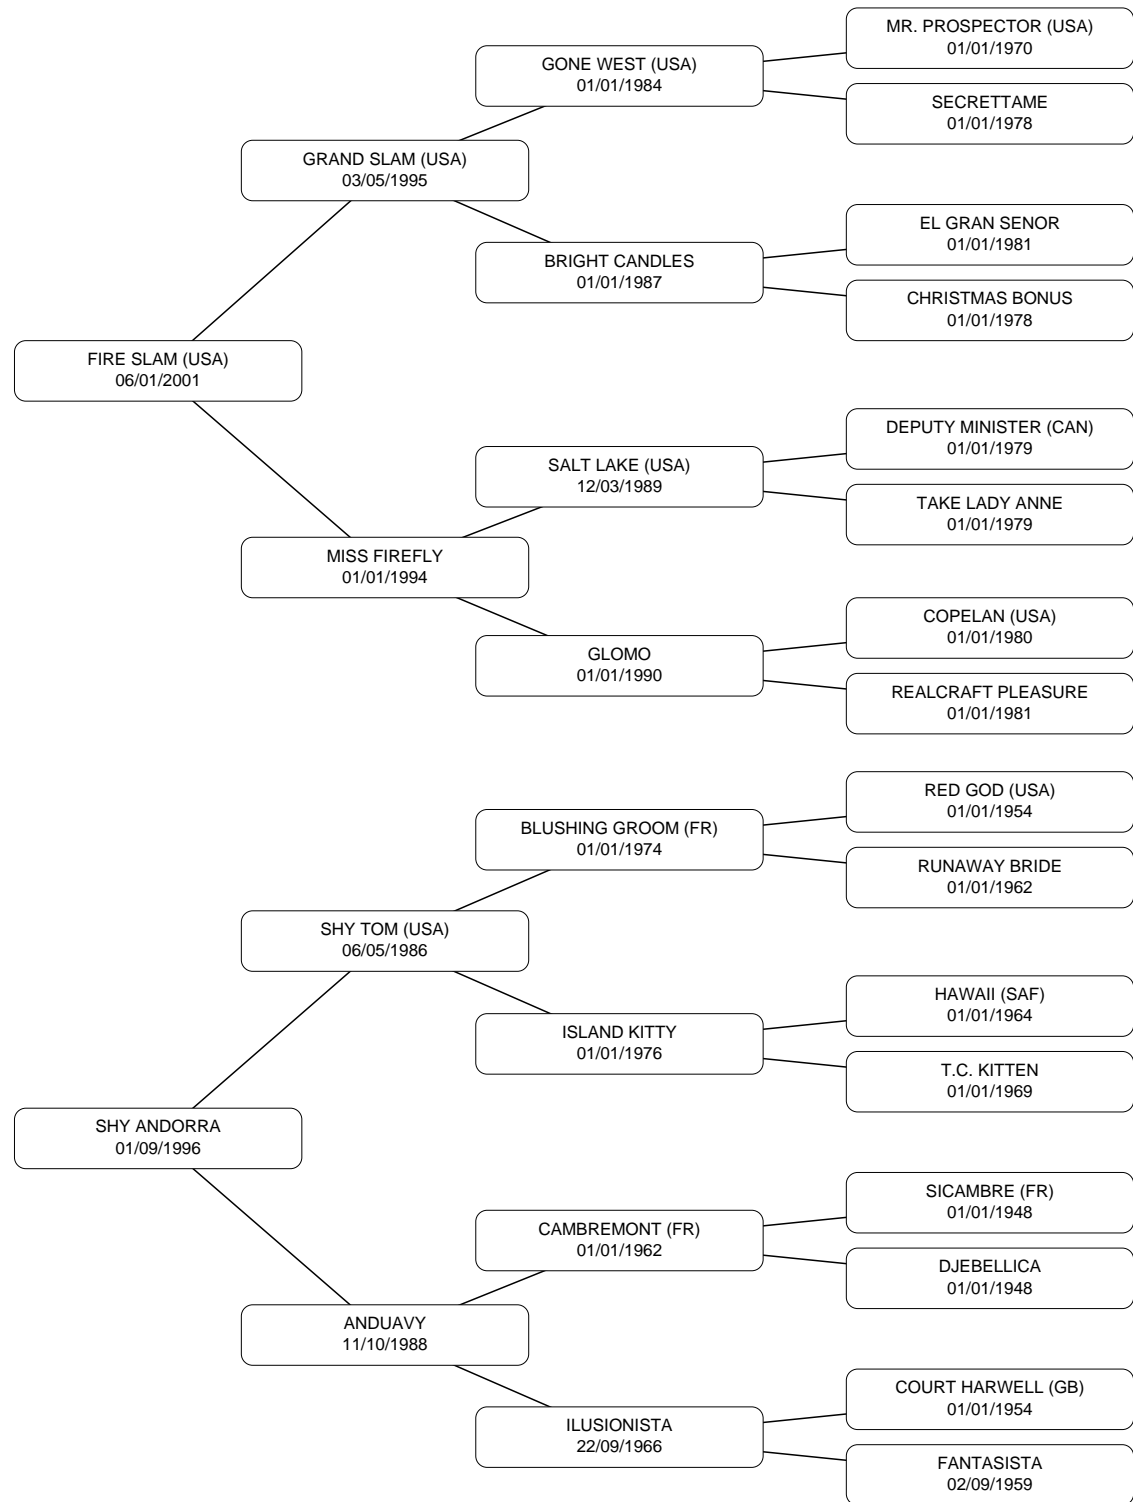 MR. PROSPECTOR (USA)
01/01/1970
GONE WEST (USA)
01/01/1984
SECRETTAME
01/01/1978
GRAND SLAM (USA)
03/05/1995
EL GRAN SENOR
01/01/1981
BRIGHT CANDLES
01/01/1987
CHRISTMAS BONUS
01/01/1978
FIRE SLAM (USA)
06/01/2001
DEPUTY MINISTER (CAN)
01/01/1979
SALT LAKE (USA)
12/03/1989
TAKE LADY ANNE
01/01/1979
MISS FIREFLY
01/01/1994
COPELAN (USA)
01/01/1980
GLOMO
01/01/1990
REALCRAFT PLEASURE
01/01/1981
RED GOD (USA)
01/01/1954
BLUSHING GROOM (FR)
01/01/1974
RUNAWAY BRIDE
01/01/1962
SHY TOM (USA)
06/05/1986
HAWAII (SAF)
01/01/1964
ISLAND KITTY
01/01/1976
T.C. KITTEN
01/01/1969
SHY ANDORRA
01/09/1996
SICAMBRE (FR)
01/01/1948
CAMBREMONT (FR)
01/01/1962
DJEBELLICA
01/01/1948
ANDUAVY
11/10/1988
COURT HARWELL (GB)
01/01/1954
ILUSIONISTA
22/09/1966
FANTASISTA
02/09/1959